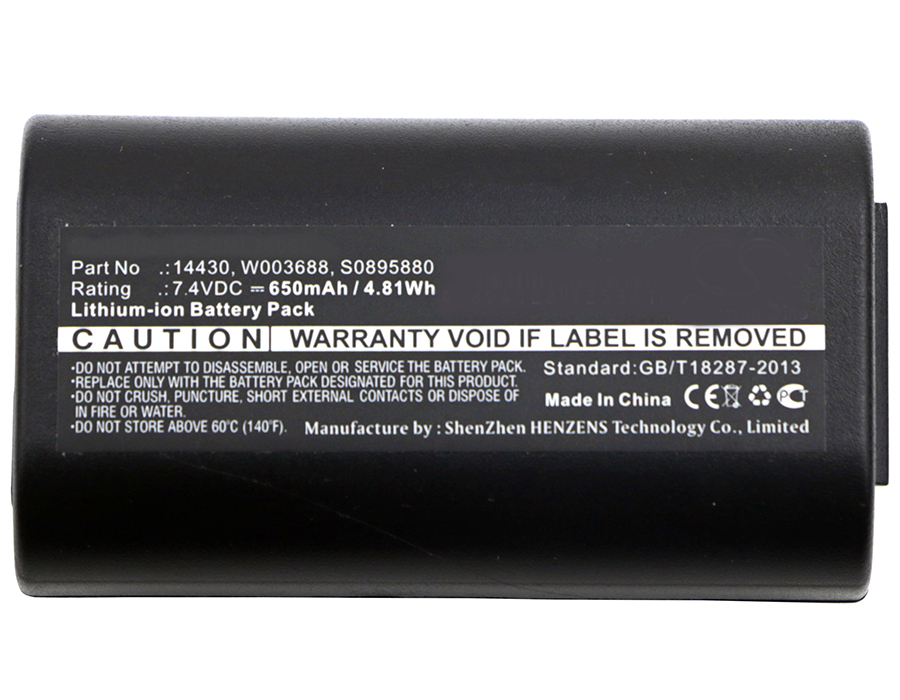 Part No .: 14430, W003688, S0895880
Rating .: 7.4VDC ⎓ 650mAh / 4.81Wh
Lithium-ion Battery Pack
CAUTION WARRANTY VOID IF LABEL IS REMOVED
·DO NOT ATTEMPT TO DISASSEMBLE, OPEN OR SERVICE THE BATTERY PACK.
·REPLACE ONLY WITH THE BATTERY PACK DESIGNATED FOR THIS PRODUCT.
·DO NOT CRUSH, PUNCTURE, SHORT EXTERNAL CONTACTS OR DISPOSE OF
IN FIRE OR WATER.
·DO NOT STORE ABOVE 60°C (140°F).
Standard:GB/T18287-2013
Made In China CE PCT
Manufacture by : ShenZhen HENZENS Technology Co., Limited